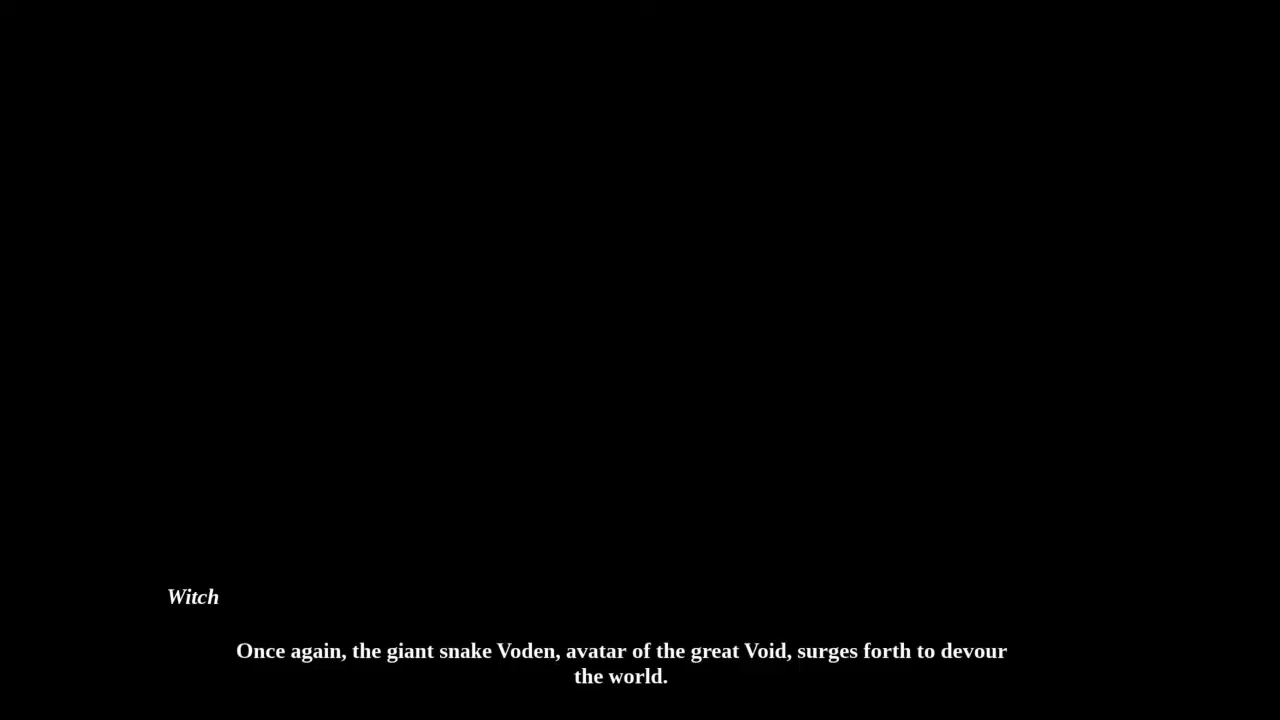 Witch
Once again, the giant snake Voden, avatar of the great Void, surges forth to devour
the world.